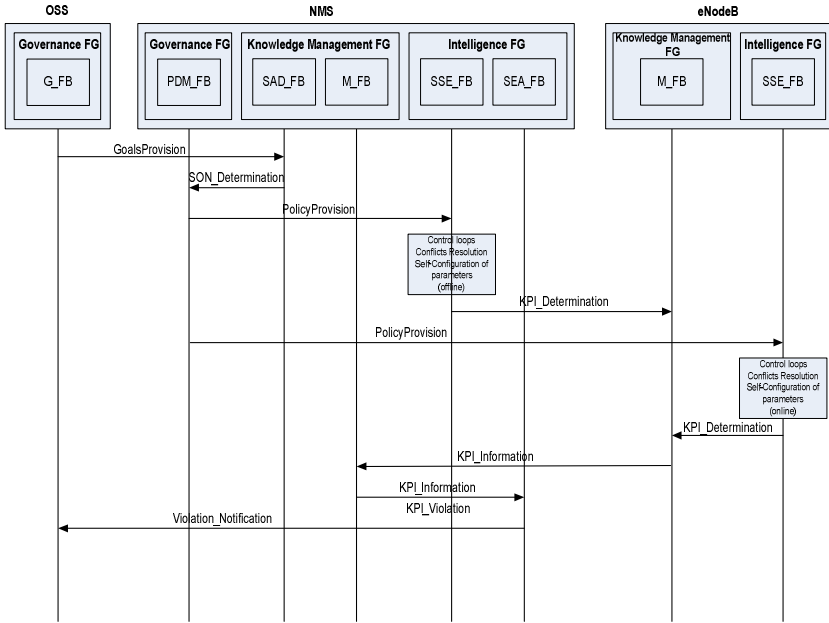 OSS
NMS
eNodeB
Governance FG
Governance FG
Knowledge Management FG
Intelligence FG
Knowledge Management
FG
Intelligence FG
G_FB
PDM_FB
SAD_FB
M_FB
SSE_FB
SEA_FB
M_FB
SSE_FB
GoalsProvision
SON_Determination
PolicyProvision
Control loops
Conflicts Resolution
Self-Configuration of
parameters
(offline)
KPI_Determination
PolicyProvision
Control loops
Conflicts Resolution
Self-Configuration of
parameters
(online)
KPI_Determination
KPI_Information
KPI_Information
KPI_Violation
Violation_Notification